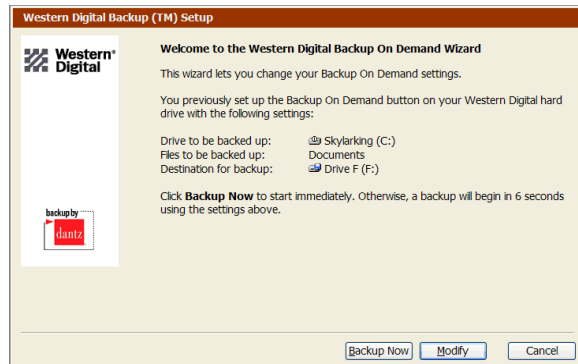 Western Digital Backup (TM) Setup
Western®
Digital
Welcome to the Western Digital Backup On Demand Wizard
This wizard lets you change your Backup On Demand settings.
You previously set up the Backup On Demand button on your Western Digital hard
drive with the following settings:
Drive to be backed up: Skylarking (C:)
Files to be backed up: Documents
Destination for backup: Drive F (F:)
Click Backup Now to start immediately. Otherwise, a backup will begin in 6 seconds
using the settings above.
backup by
dantz
Backup Now Modify Cancel